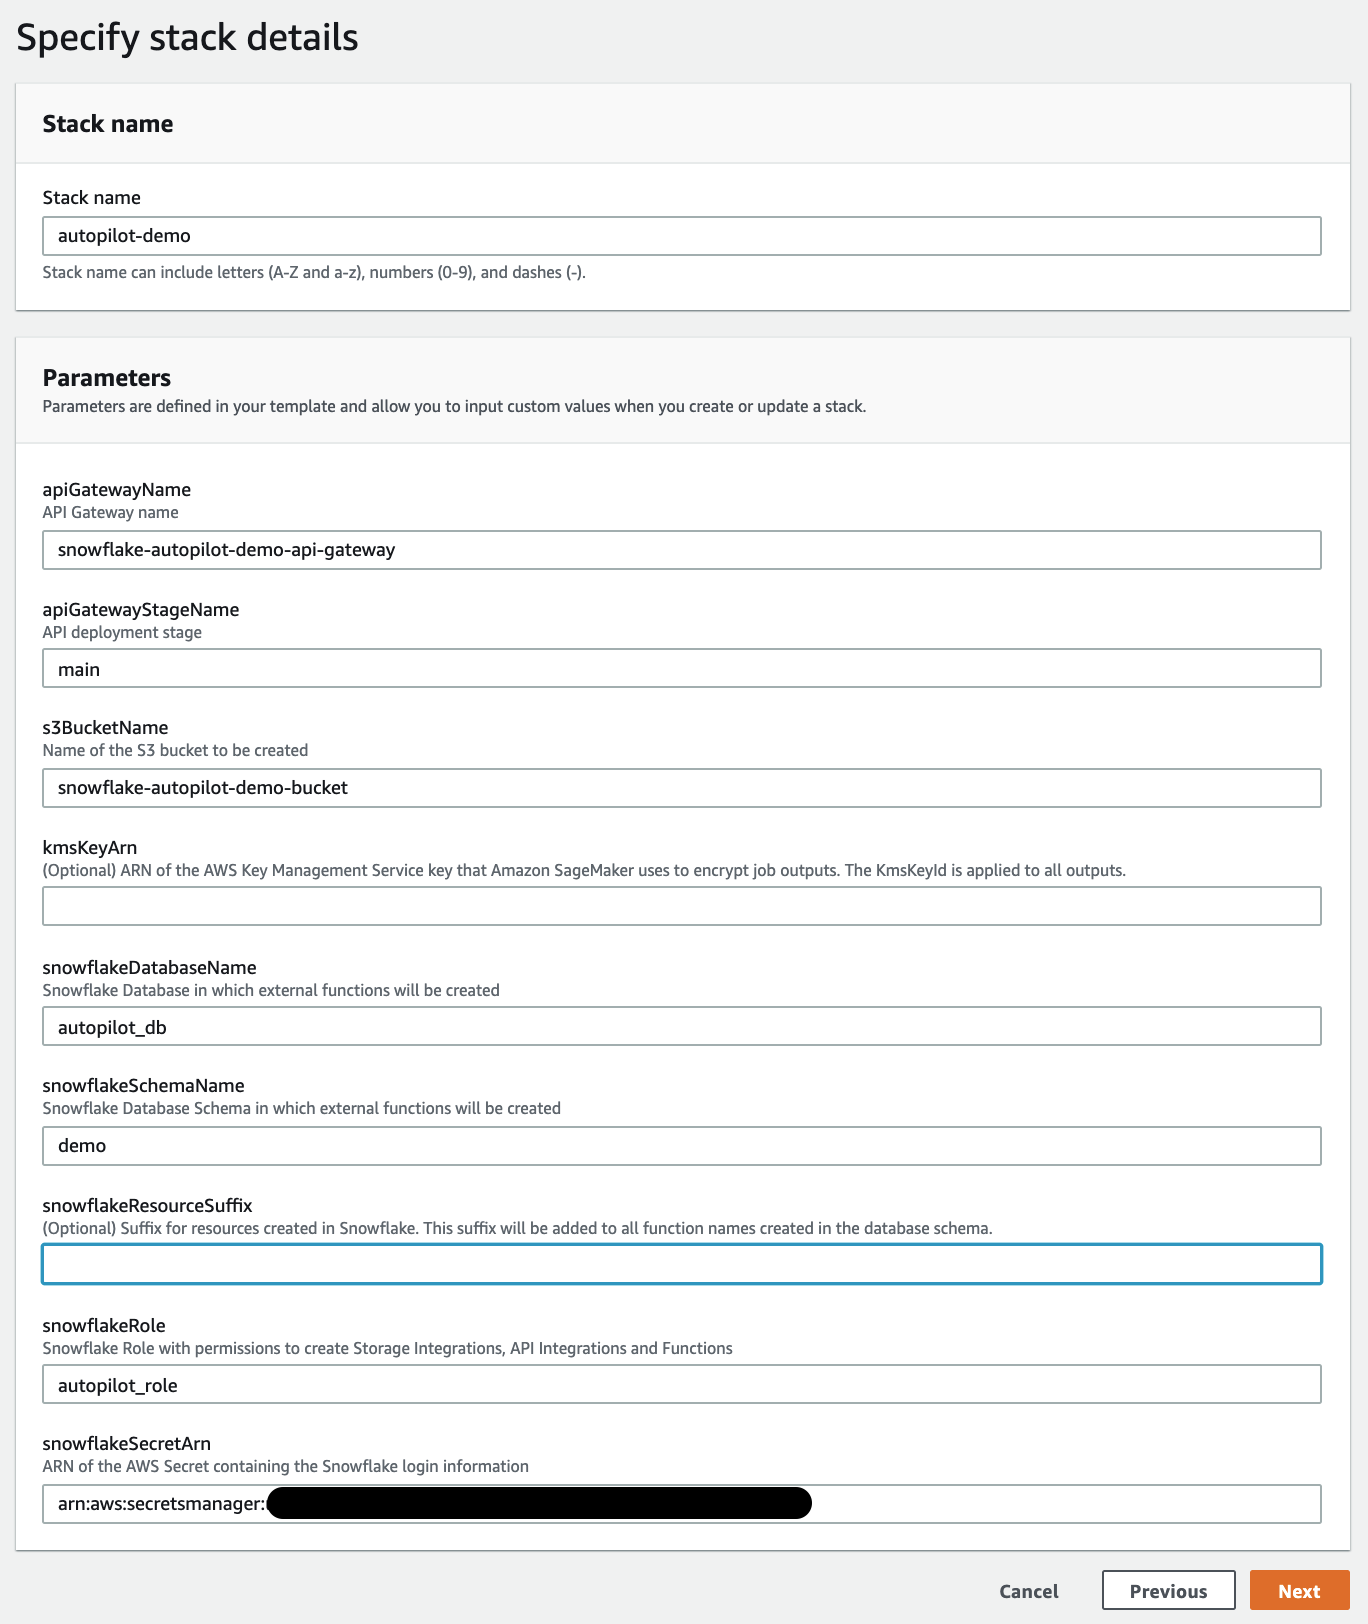 Specify stack details
Stack name
Stack name
autopilot-demo
Stack name can include letters (A-Z and a-z), numbers (0-9), and dashes (-).
Parameters
Parameters are defined in your template and allow you to input custom values when you create or update a stack.
apiGatewayName
API Gateway name
snowflake-autopilot-demo-api-gateway
apiGatewayStageName
API deployment stage
main
s3BucketName
Name of the S3 bucket to be created
snowflake-autopilot-demo-bucket
kmsKeyArn
(Optional) ARN of the AWS Key Management Service key that Amazon SageMaker uses to encrypt job outputs. The KmsKeyId is applied to all outputs.
snowflakeDatabaseName
Snowflake Database in which external functions will be created
autopilot_db
snowflakeSchemaName
Snowflake Database Schema in which external functions will be created
demo
snowflakeResourceSuffix
(Optional) Suffix for resources created in Snowflake. This suffix will be added to all function names created in the database schema.
snowflakeRole
Snowflake Role with permissions to create Storage Integrations, API Integrations and Functions
autopilot_role
snowflakeSecretArn
ARN of the AWS Secret containing the Snowflake login information
arn:aws:secretsmanager:
Cancel
Previous
Next